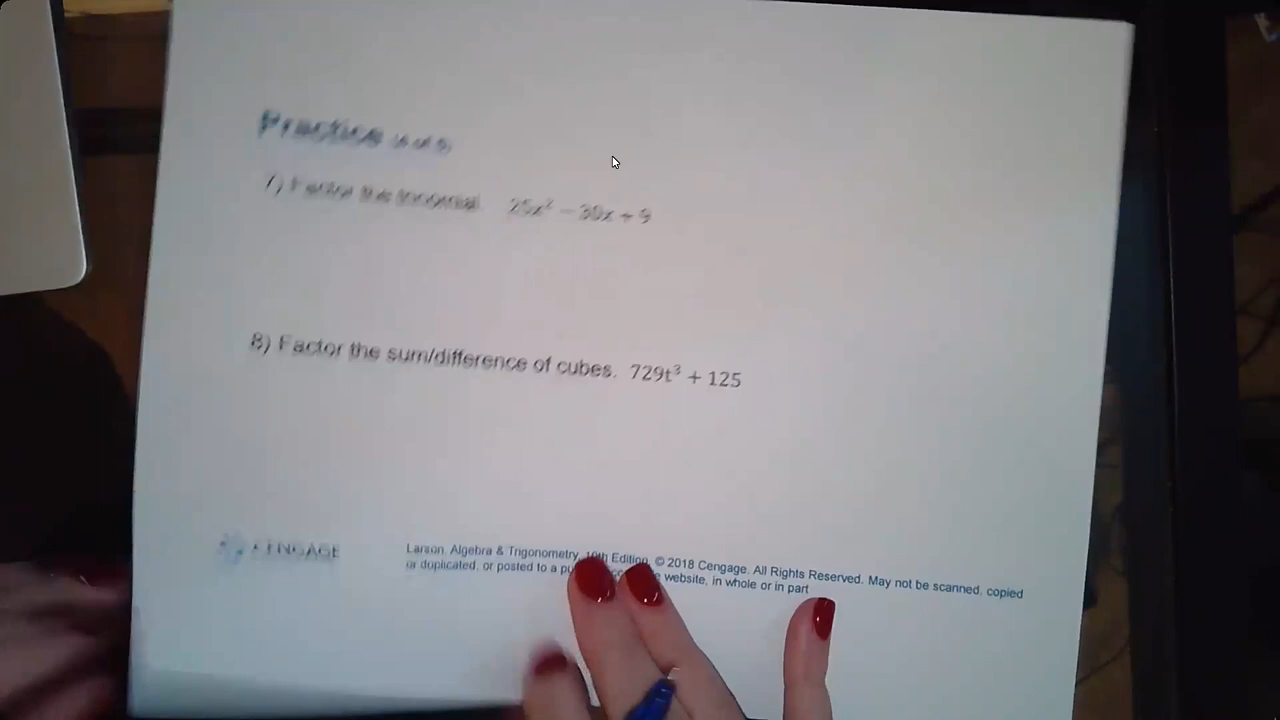 Practice
7) Factor the trinomial. 25x² − 30x + 9
8) Factor the sum/difference of cubes. 729t³ + 125
CENGAGE
Larson, Algebra & Trigonometry, 10th Edition, © 2018 Cengage. All Rights Reserved. May not be scanned, copied
or duplicated, or posted to a website, in whole or in part